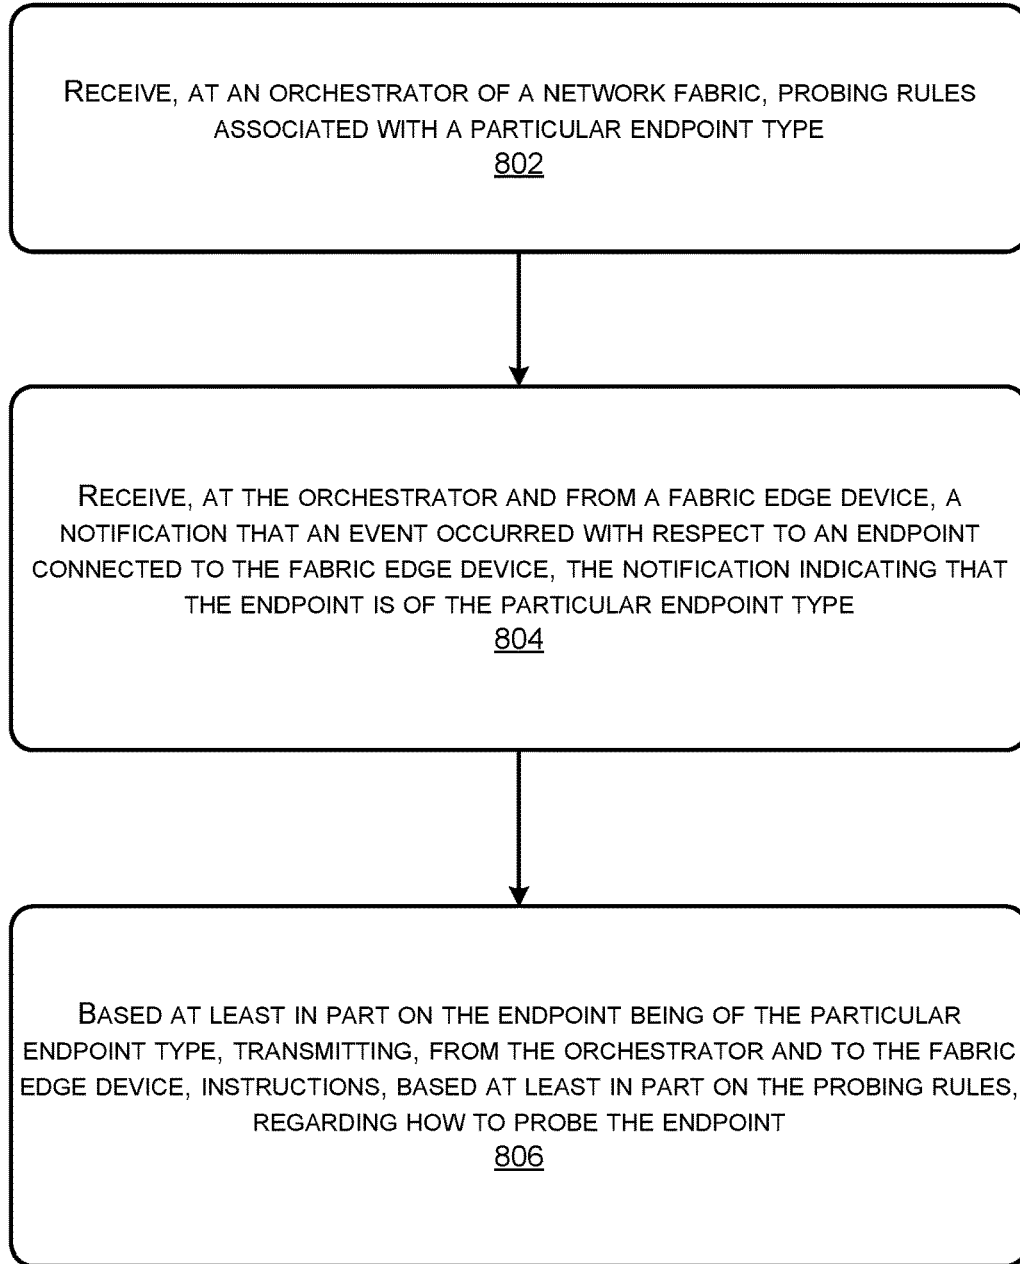 RECEIVE, AT AN ORCHESTRATOR OF A NETWORK FABRIC, PROBING RULES
ASSOCIATED WITH A PARTICULAR ENDPOINT TYPE
802
RECEIVE, AT THE ORCHESTRATOR AND FROM A FABRIC EDGE DEVICE, A
NOTIFICATION THAT AN EVENT OCCURRED WITH RESPECT TO AN ENDPOINT
CONNECTED TO THE FABRIC EDGE DEVICE, THE NOTIFICATION INDICATING THAT
THE ENDPOINT IS OF THE PARTICULAR ENDPOINT TYPE
804
BASED AT LEAST IN PART ON THE ENDPOINT BEING OF THE PARTICULAR
ENDPOINT TYPE, TRANSMITTING, FROM THE ORCHESTRATOR AND TO THE FABRIC
EDGE DEVICE, INSTRUCTIONS, BASED AT LEAST IN PART ON THE PROBING RULES,
REGARDING HOW TO PROBE THE ENDPOINT
806